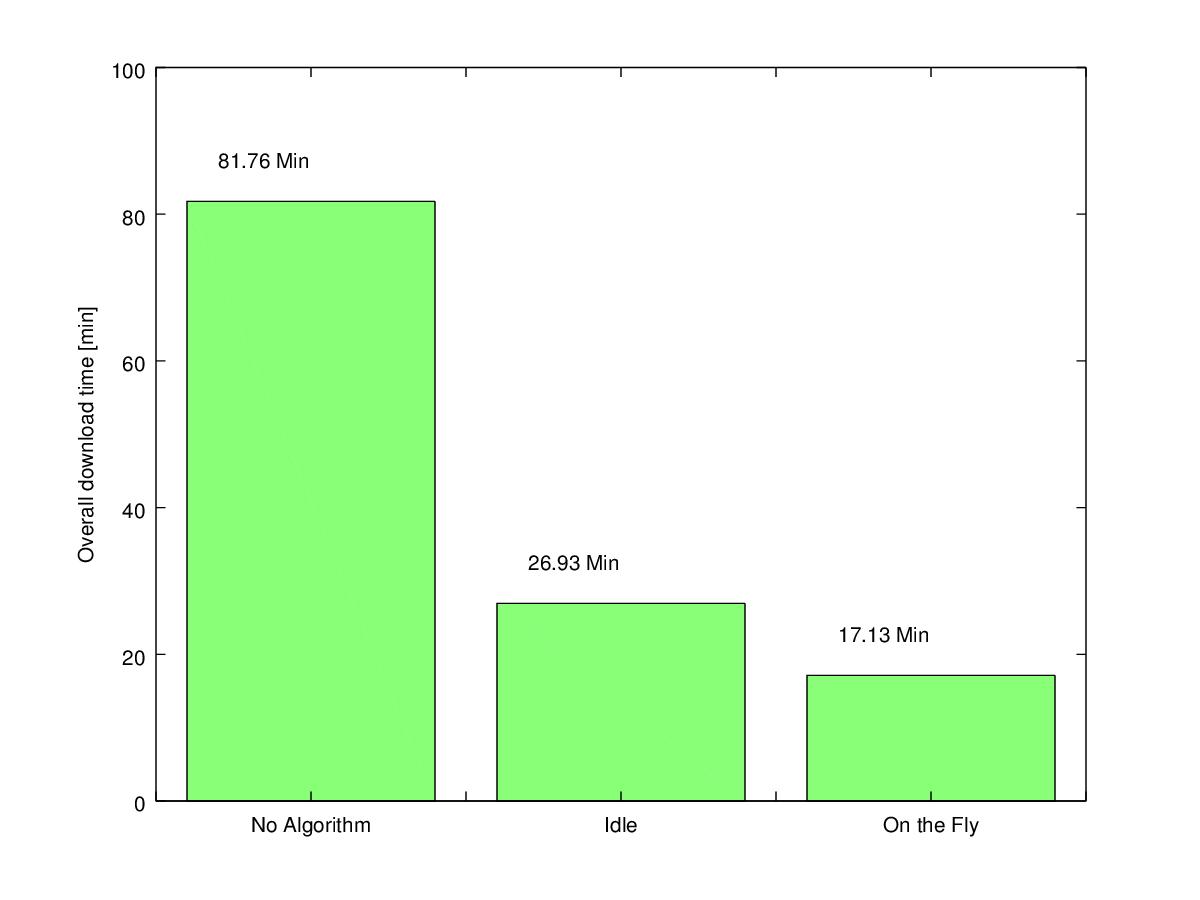 100
81.76 Min
80
60
Overall download time [min]
40
26.93 Min
17.13 Min
20
0
No Algorithm
Idle
On the Fly